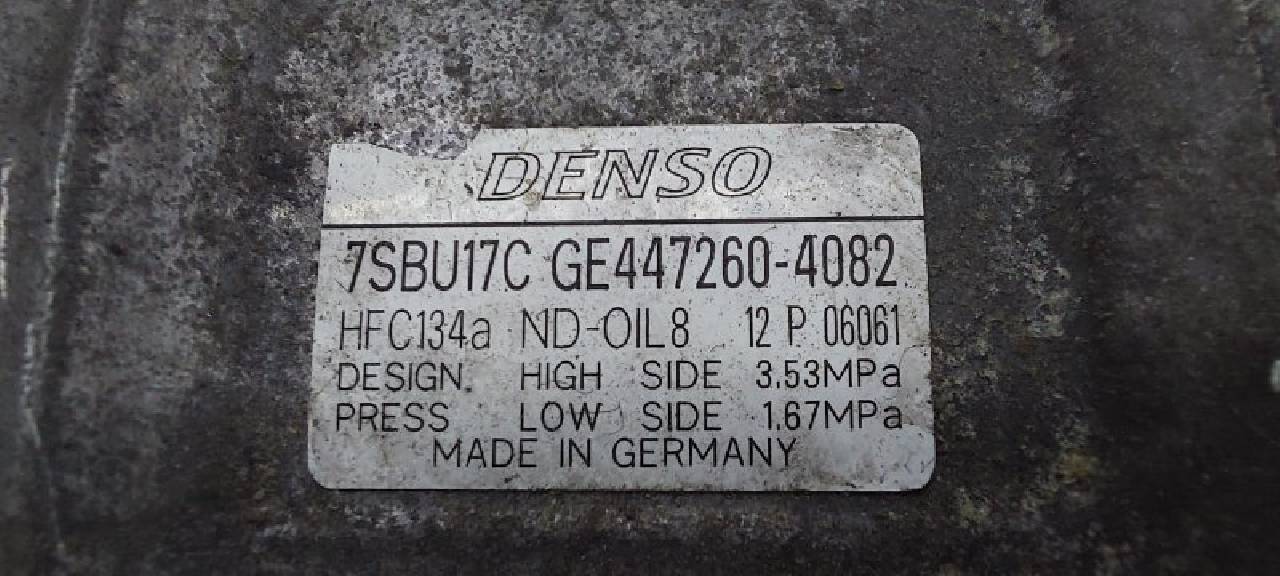 DENSO
7SBU17C GE447260-4082
HFC134a ND-OIL8 12 P 06061
DESIGN HIGH SIDE 3.53MPa
PRESS LOW SIDE 1.67MPa
MADE IN GERMANY